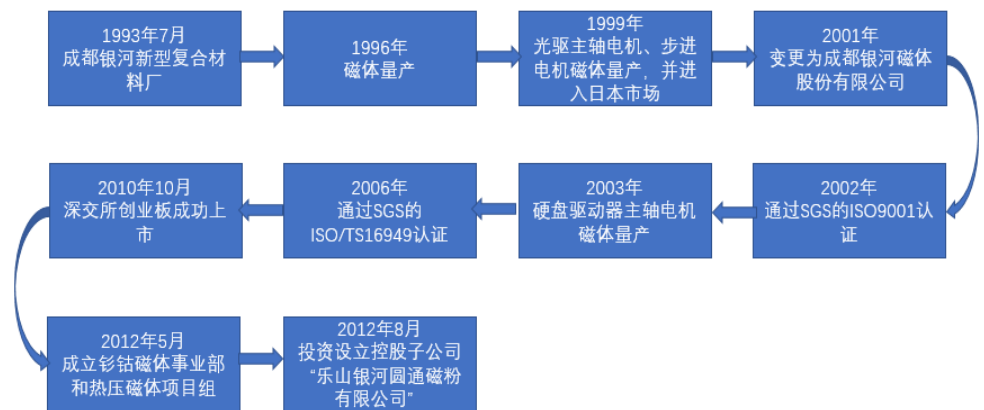 1993年7月
成都银河新型复合材
料厂
1996年
磁体量产
1999年
光驱主轴电机、步进
电机磁体量产，并进
入日本市场
2001年
变更为成都银河磁体
股份有限公司
2002年
通过SGS的ISO9001认
证
2003年
硬盘驱动器主轴电机
磁体量产
2006年
通过SGS的
ISO/TS16949认证
2010年10月
深交所创业板成功上
市
2012年5月
成立钐钴磁体事业部
和热压磁体项目组
2012年8月
投资设立控股子公司
“乐山银河圆通磁粉
有限公司”